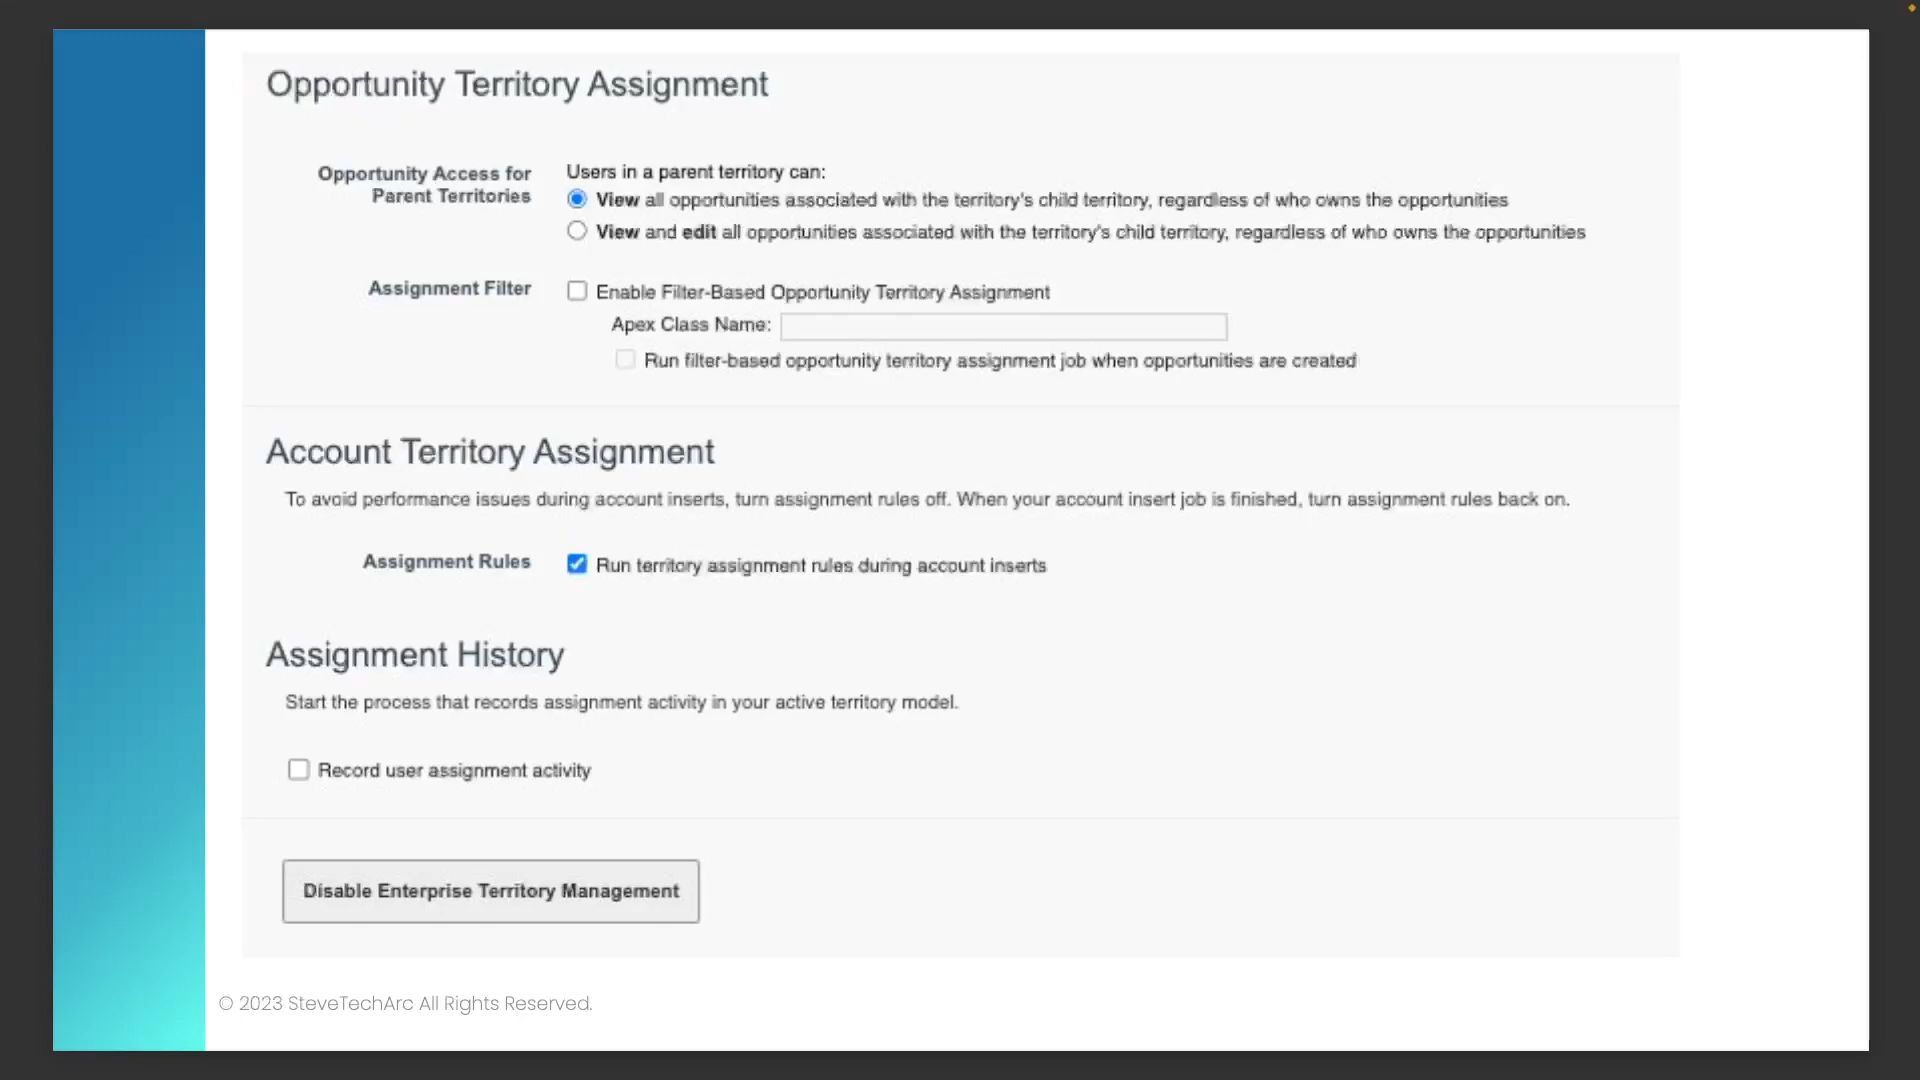 Opportunity Territory Assignment
Opportunity Access for
Parent Territories
Users in a parent territory can:
View all opportunities associated with the territory's child territory, regardless of who owns the opportunities
View and edit all opportunities associated with the territory's child territory, regardless of who owns the opportunities
Assignment Filter
Enable Filter-Based Opportunity Territory Assignment
Apex Class Name:
Run filter-based opportunity territory assignment job when opportunities are created
Account Territory Assignment
To avoid performance issues during account inserts, turn assignment rules off. When your account insert job is finished, turn assignment rules back on.
Assignment Rules
Run territory assignment rules during account inserts
Assignment History
Start the process that records assignment activity in your active territory model.
Record user assignment activity
Disable Enterprise Territory Management
© 2023 SteveTechArc All Rights Reserved.